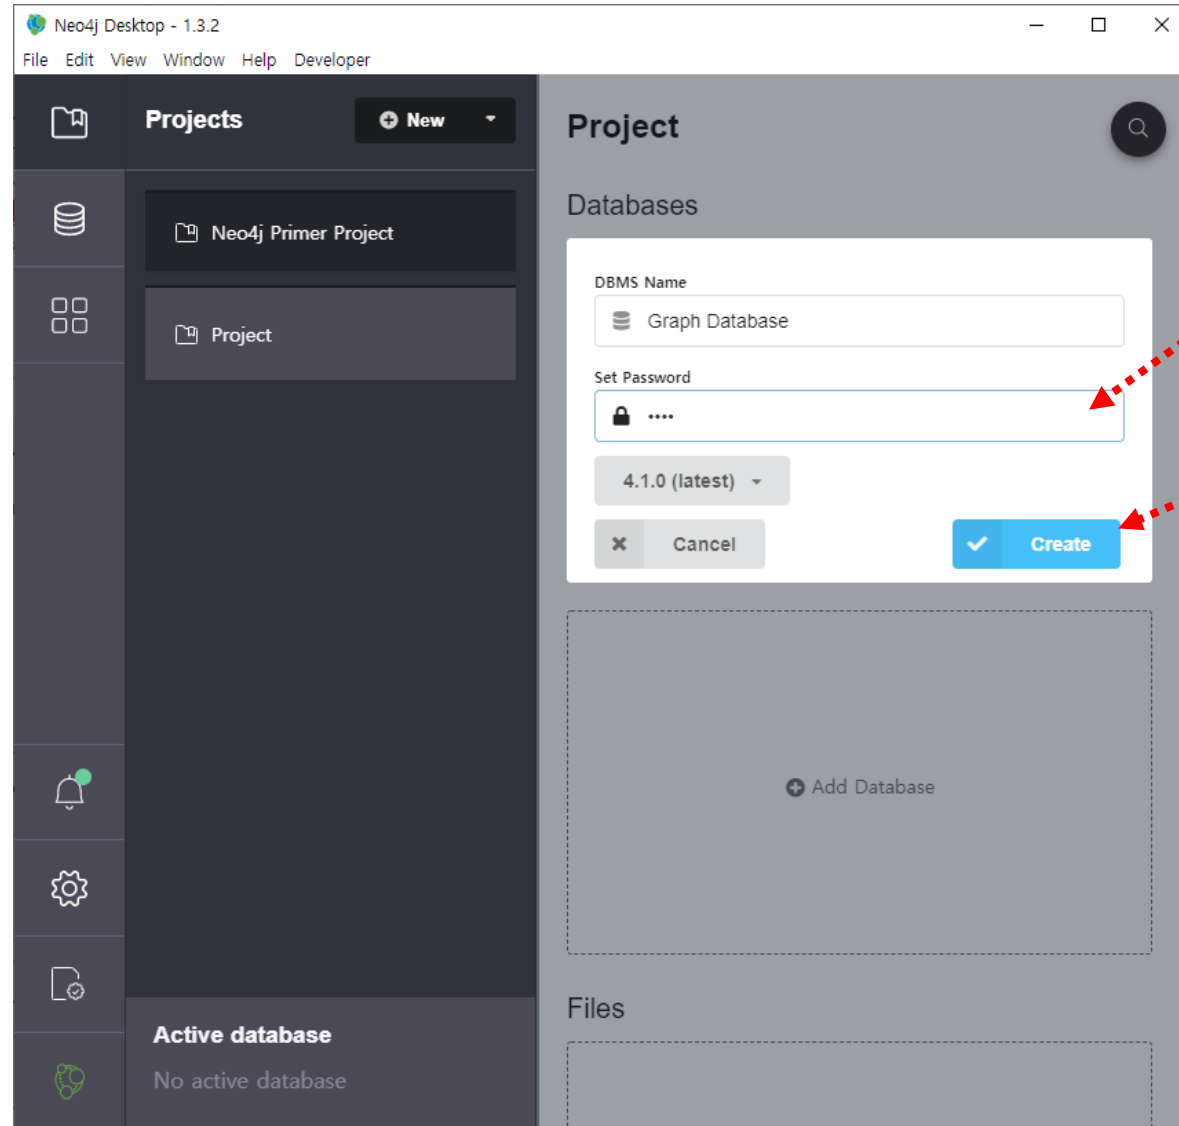 Neo4j Desktop - 1.3.2
File Edit View Window Help Developer
Projects
New
Neo4j Primer Project
Project
Active database
No active database
Project
Databases
DBMS Name
Graph Database
Set Password
••••
4.1.0 (latest)
Cancel
Create
Add Database
Files